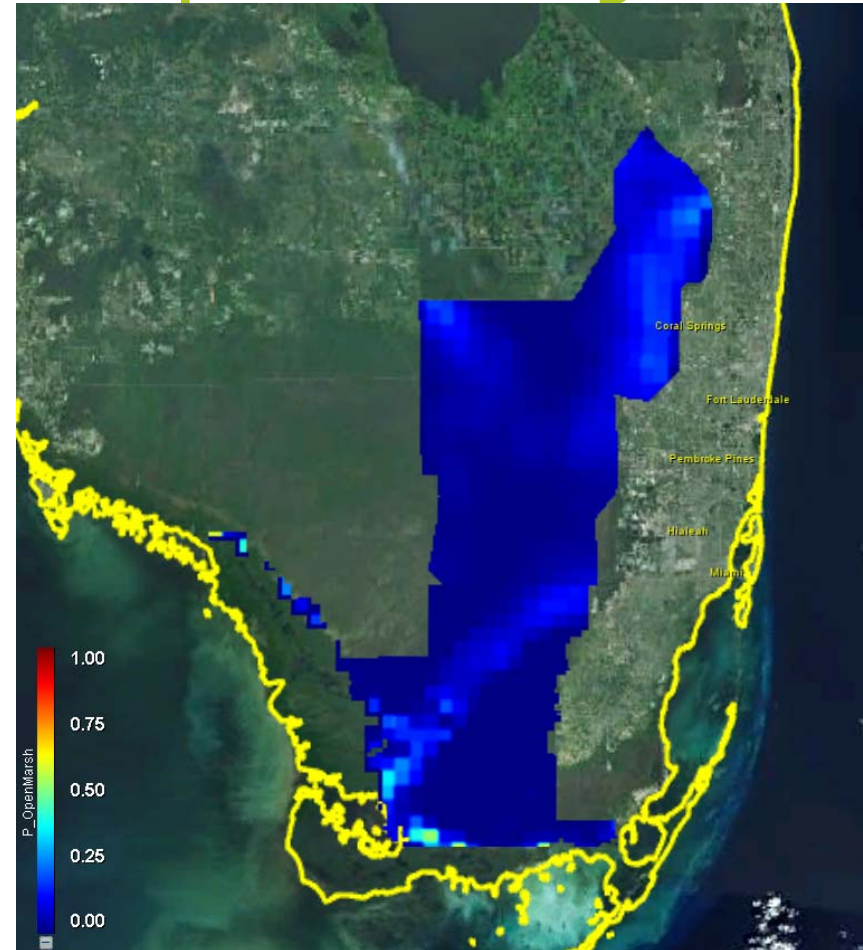 Coral Springs
Fort Lauderdale
Pembroke Pines
Hialeah
Miami
P_OpenMarsh
1.00
0.75
0.50
0.25
0.00